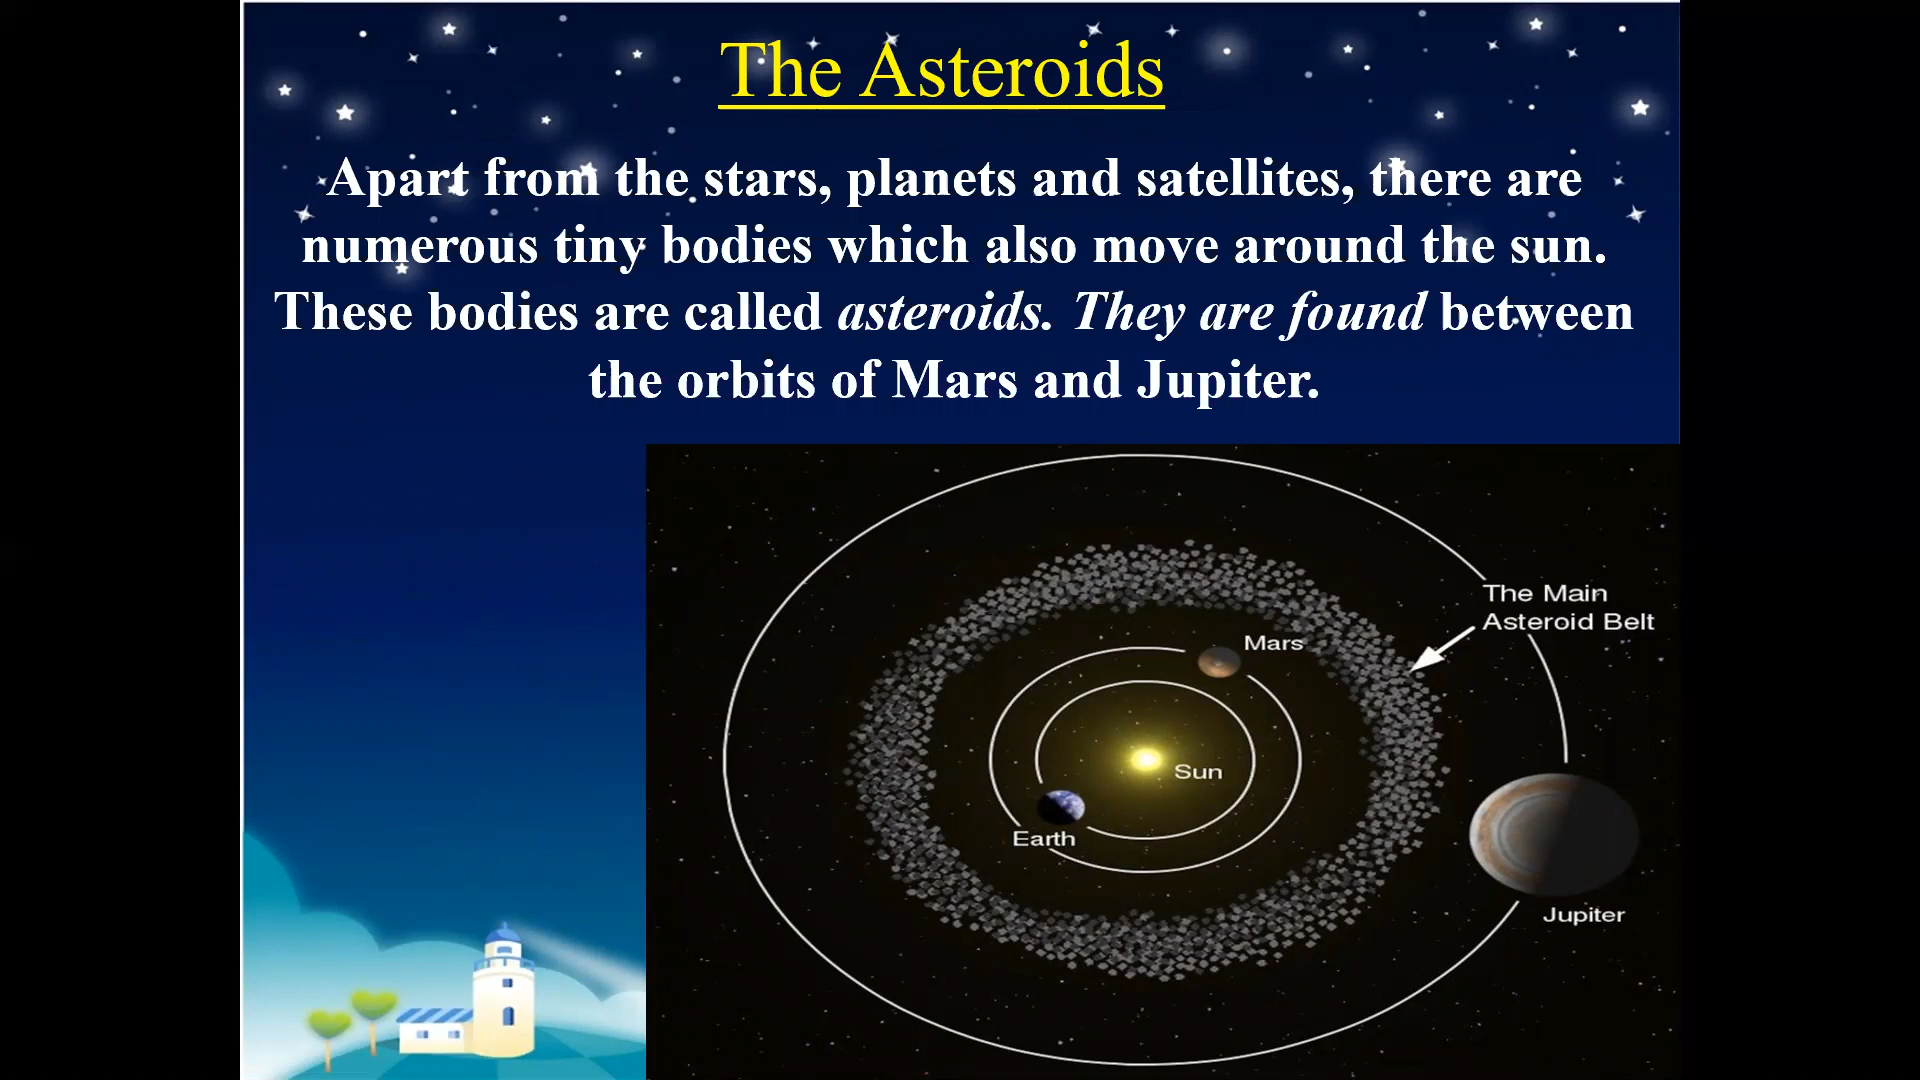 The Asteroids
Apart from the stars, planets and satellites, there are
numerous tiny bodies which also move around the sun.
These bodies are called asteroids. They are found between
the orbits of Mars and Jupiter.
The Main
Asteroid Belt
Mars
Sun
Earth
Jupiter